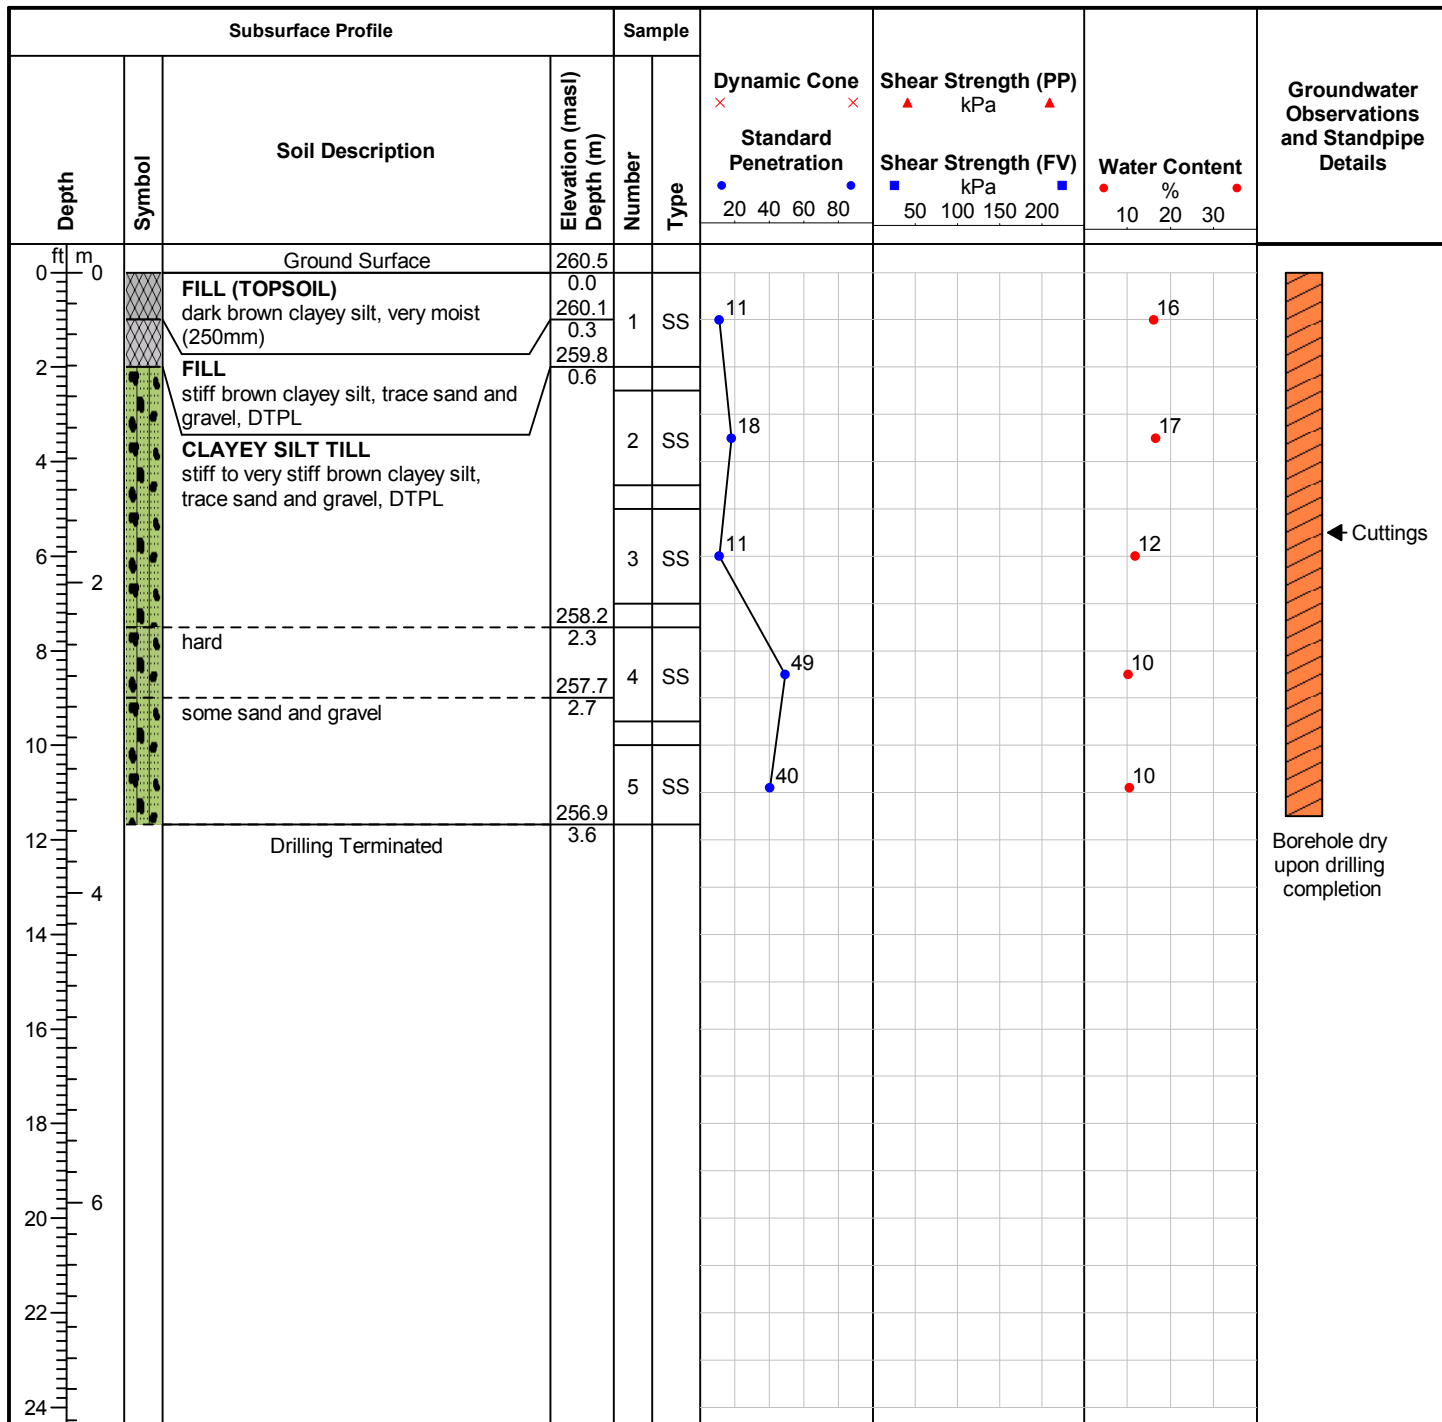 Subsurface Profile
Sample
Depth
Symbol
Soil Description
Elevation (masl)
Depth (m)
Number
Type
Dynamic Cone
Standard
Penetration
20 40 60 80
Shear Strength (PP)
kPa
Shear Strength (FV)
kPa
50 100 150 200
Water Content
%
10 20 30
Groundwater
Observations
and Standpipe
Details
ft m
0 0
2
4
6
2
8
10
12
4
14
16
18
6
20
22
24
Ground Surface
260.5
0.0
FILL (TOPSOIL)
dark brown clayey silt, very moist
(250mm)
260.1
0.3
FILL
stiff brown clayey silt, trace sand and
gravel, DTPL
259.8
0.6
CLAYEY SILT TILL
stiff to very stiff brown clayey silt,
trace sand and gravel, DTPL
258.2
2.3
hard
257.7
2.7
some sand and gravel
256.9
3.6
Drilling Terminated
1 SS 11 16
2 SS 18 17
3 SS 11 12
4 SS 49 10
5 SS 40 10
Cuttings
Borehole dry
upon drilling
completion